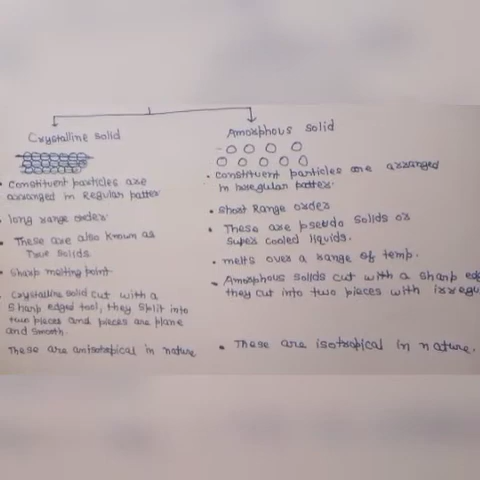 Crystalline solid
• Constituent particles are
arranged in Regular patter
• long range order.
• These are also known as
True solids.
• Sharp melting point
• Crystalline solid cut with a
sharp edged tool, they split into
two pieces and pieces are plane
and smooth.
These are anisotropical in nature
Amorphous solid
• Constituent particles are arranged
in irregular patter.
• short Range order
• These are pseudo solids or
super cooled liquids.
• melts over a range of temp.
• Amorphous solids cut with a sharp edg
they cut into two pieces with irregu
• These are isotropical in nature.